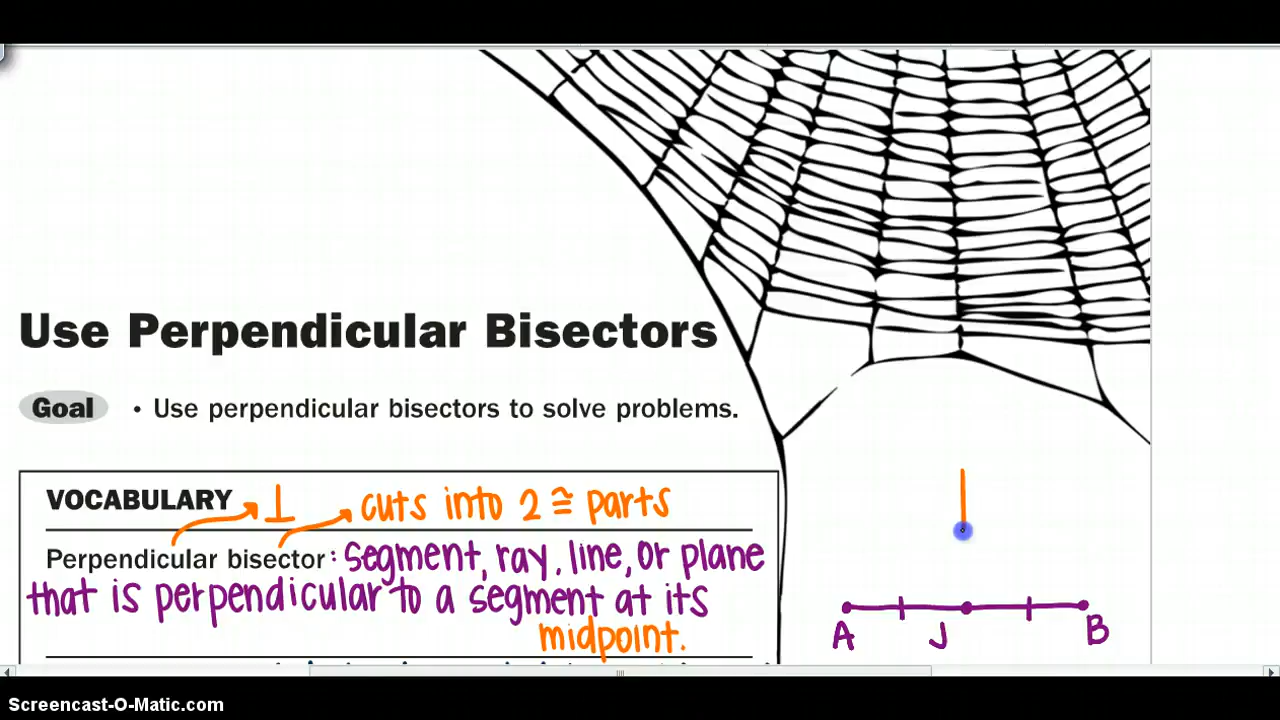 Use Perpendicular Bisectors
Goal • Use perpendicular bisectors to solve problems.
VOCABULARY ⊥ cuts into 2 ≅ parts
Perpendicular bisector: segment, ray, line, or plane
that is perpendicular to a segment at its
midpoint.
A J B
Screencast-O-Matic.com